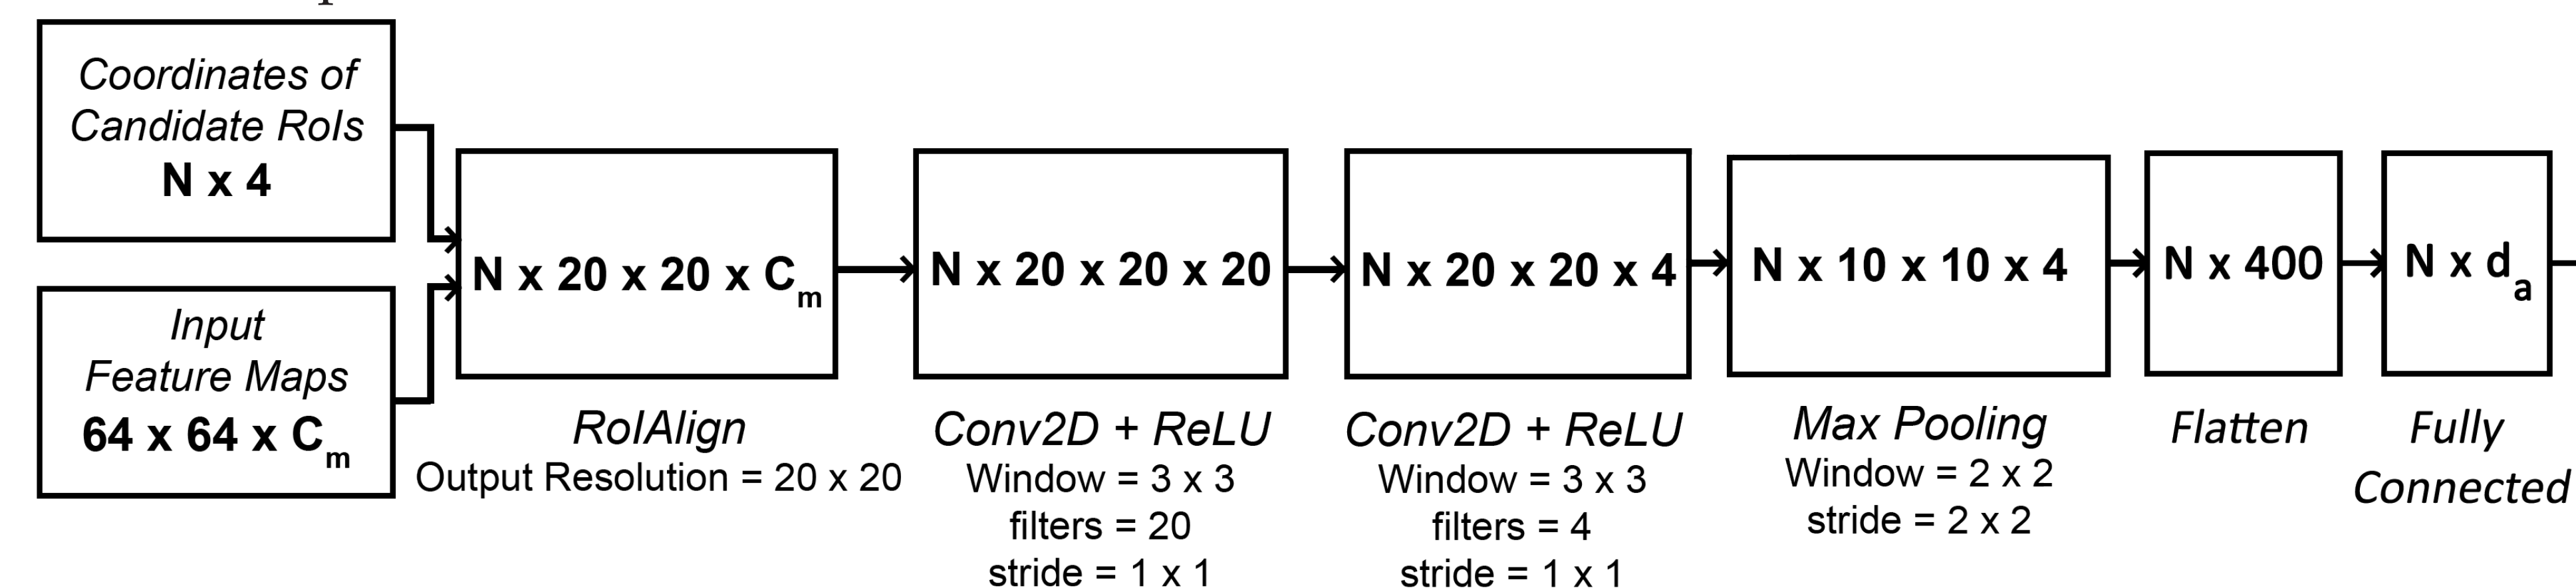 Coordinates of
Candidate RoIs
N x 4
Input
Feature Maps
64 x 64 x Cm
N x 20 x 20 x Cm
RoIAlign
Output Resolution = 20 x 20
N x 20 x 20 x 20
Conv2D + ReLU
Window = 3 x 3
filters = 20
stride = 1 x 1
N x 20 x 20 x 4
Conv2D + ReLU
Window = 3 x 3
filters = 4
stride = 1 x 1
N x 10 x 10 x 4
Max Pooling
Window = 2 x 2
stride = 2 x 2
N x 400
Flatten
N x da
Fully
Connected